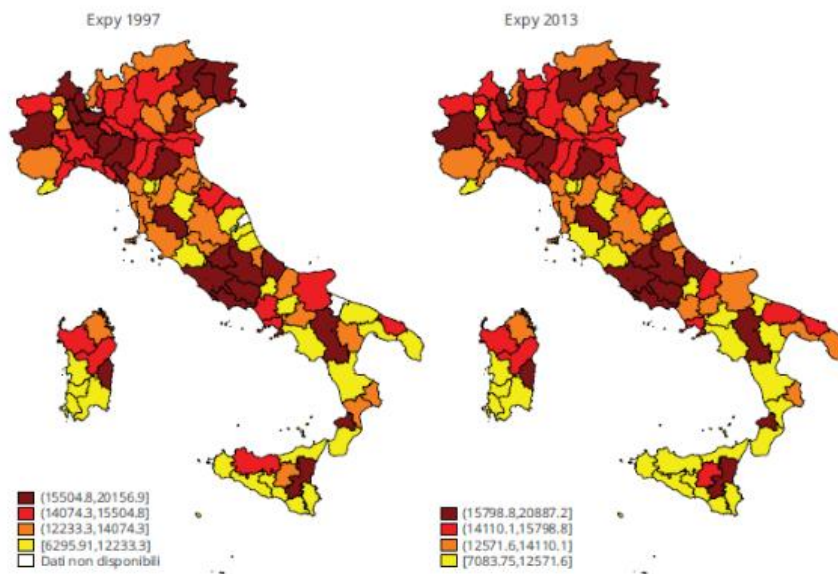 Expy 1997
Expy 2013
(15504.8,20156.9]
(14074.3,15504.8]
(12233.3,14074.3]
[6295.91,12233.3]
Dati non disponibili
(15798.8,20887.2]
(14110.1,15798.8]
(12571.6,14110.1]
[7083.75,12571.6]